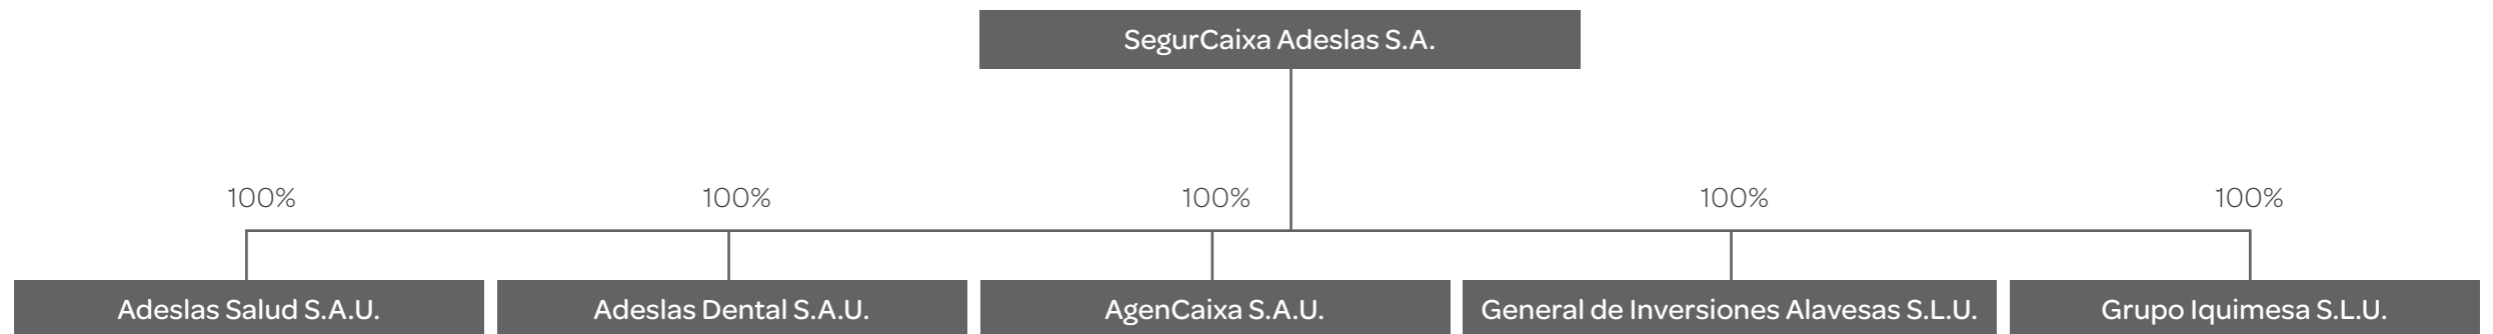 SegurCaixa Adeslas S.A.
100%
100%
100%
100%
100%
Adeslas Salud S.A.U.
Adeslas Dental S.A.U.
AgenCaixa S.A.U.
General de Inversiones Alavesas S.L.U.
Grupo Iquimesa S.L.U.